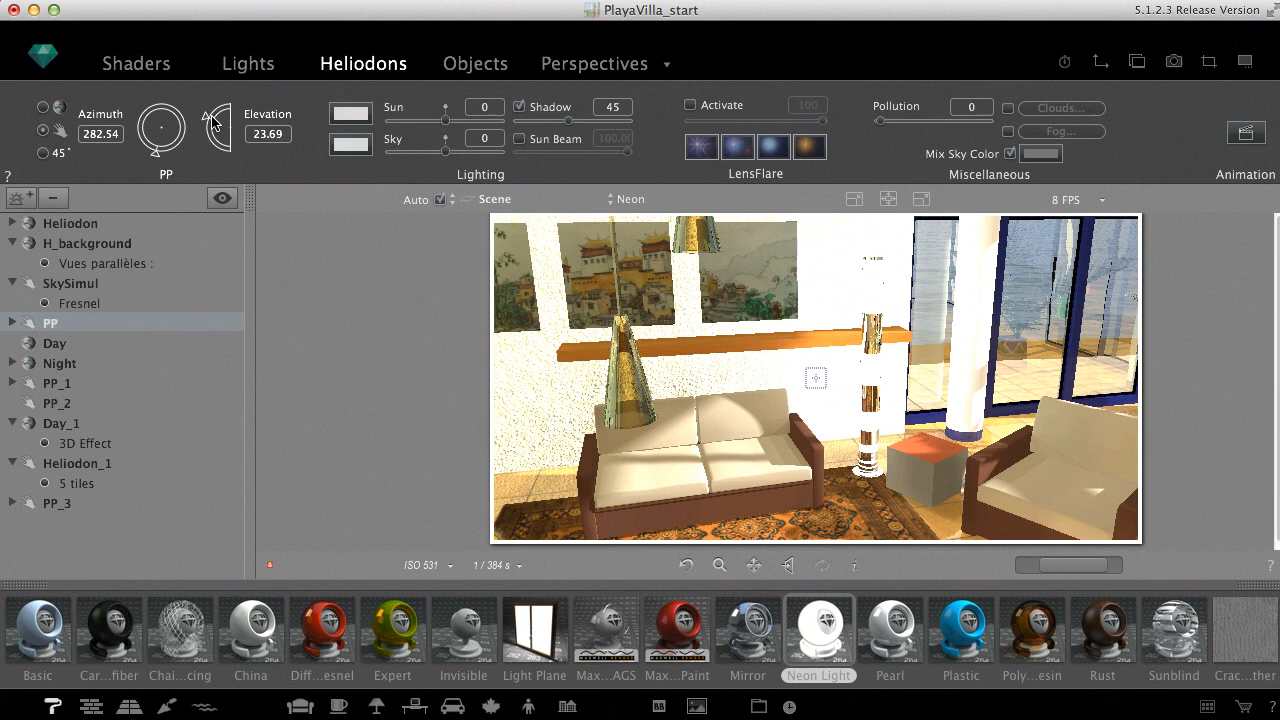 PlayaVilla_start
5.1.2.3 Release Version
Shaders Lights Heliodons Objects Perspectives
Azimuth
282.54
45°
Elevation
23.69
PP
Sun 0
Shadow 45
Sky 0
Sun Beam 100.00
Lighting
Activate 100
LensFlare
Pollution 0
Clouds...
Fog...
Mix Sky Color
Miscellaneous
Animation
?
Auto
Scene
Neon
8 FPS
Heliodon
H_background
Vues parallèles :
SkySimul
Fresnel
PP
Day
Night
PP_1
PP_2
Day_1
3D Effect
Heliodon_1
5 tiles
PP_3
ISO 531
1 / 384 s
?
Basic
Car...fiber
Chai...cing
China
Diff...esnel
Expert
Invisible
Light Plane
Max...AGS
Max...Paint
Mirror
Neon Light
Pearl
Plastic
Poly...esin
Rust
Sunblind
Crac...ther
?